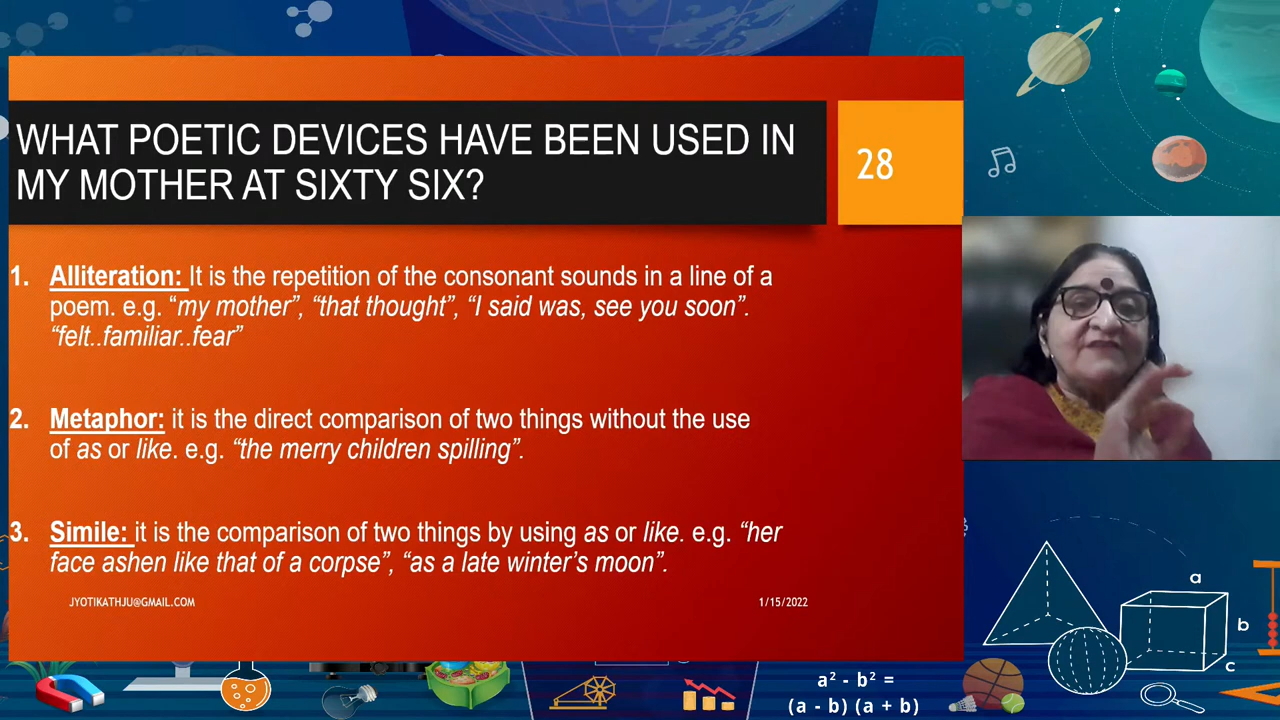 WHAT POETIC DEVICES HAVE BEEN USED IN
MY MOTHER AT SIXTY SIX?
28
1. Alliteration: It is the repetition of the consonant sounds in a line of a
poem. e.g. “my mother”, “that thought”, “I said was, see you soon”.
“felt..familiar..fear”
2. Metaphor: it is the direct comparison of two things without the use
of as or like. e.g. “the merry children spilling”.
3. Simile: it is the comparison of two things by using as or like. e.g. “her
face ashen like that of a corpse”, “as a late winter’s moon”.
JYOTIKATHJU@GMAIL.COM
1/15/2022
a
b
c
a² - b² =
(a - b) (a + b)